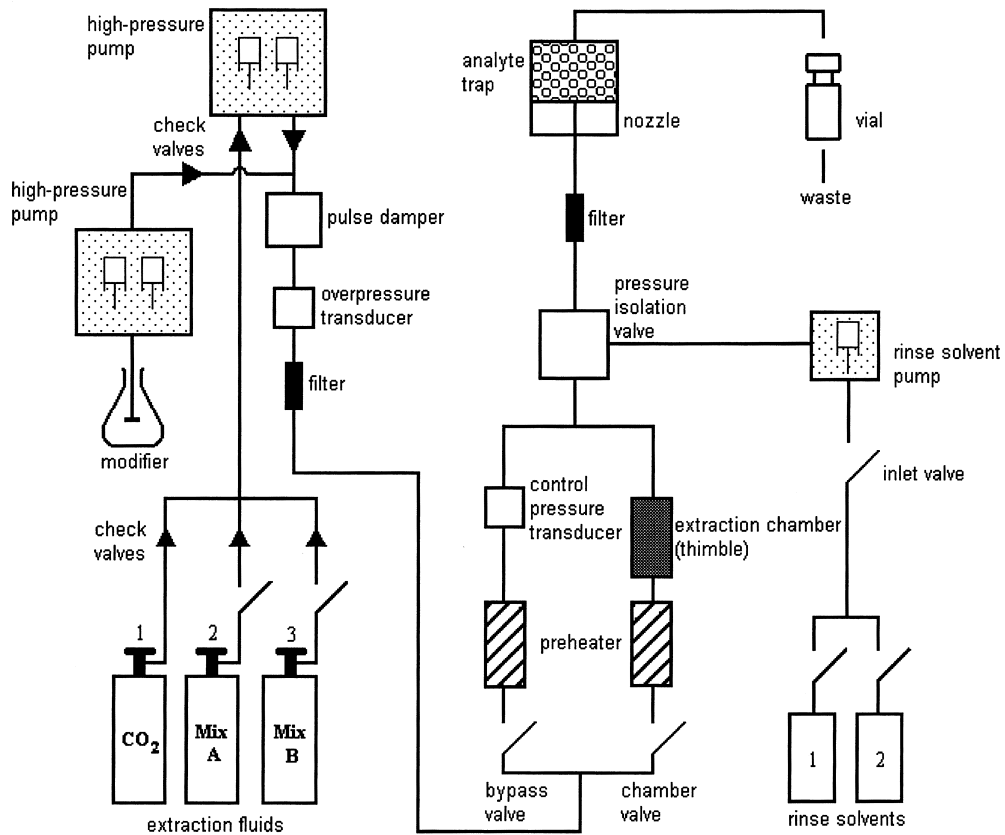 high-pressure
pump
check
valves
high-pressure
pump
pulse damper
overpressure
transducer
filter
modifier
check
valves
1
2
3
CO2
Mix
A
Mix
B
extraction fluids
analyte
trap
nozzle
vial
waste
filter
pressure
isolation
valve
rinse solvent
pump
inlet valve
control
pressure
transducer
extraction chamber
(thimble)
preheater
bypass
valve
chamber
valve
1
2
rinse solvents